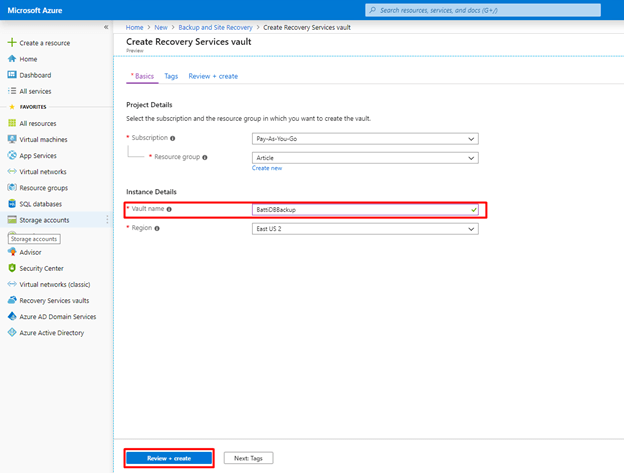 Microsoft Azure
Search resources, services, and docs (G+/)
«
Home > New > Backup and Site Recovery > Create Recovery Services vault
Create Recovery Services vault
Preview
Create a resource
Home
Dashboard
All services
FAVORITES
All resources
Virtual machines
App Services
Virtual networks
Resource groups
SQL databases
Storage accounts
Storage accounts
Advisor
Security Center
Virtual networks (classic)
Recovery Services vaults
Azure AD Domain Services
Azure Active Directory
* Basics Tags Review + create
Project Details
Select the subscription and the resource group in which you want to create the vault.
* Subscription Pay-As-You-Go
* Resource group Article
Create new
Instance Details
* Vault name BattiDBBackup
* Region East US 2
Review + create Next: Tags